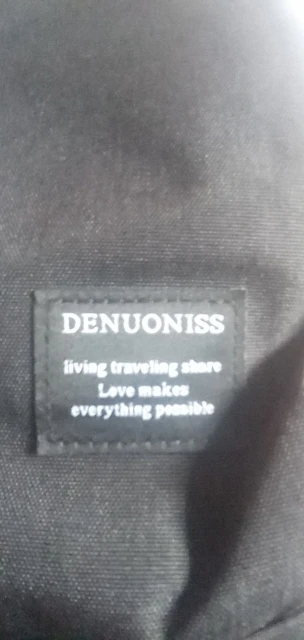 DENUONISS
living traveling share
Love makes
everything possible